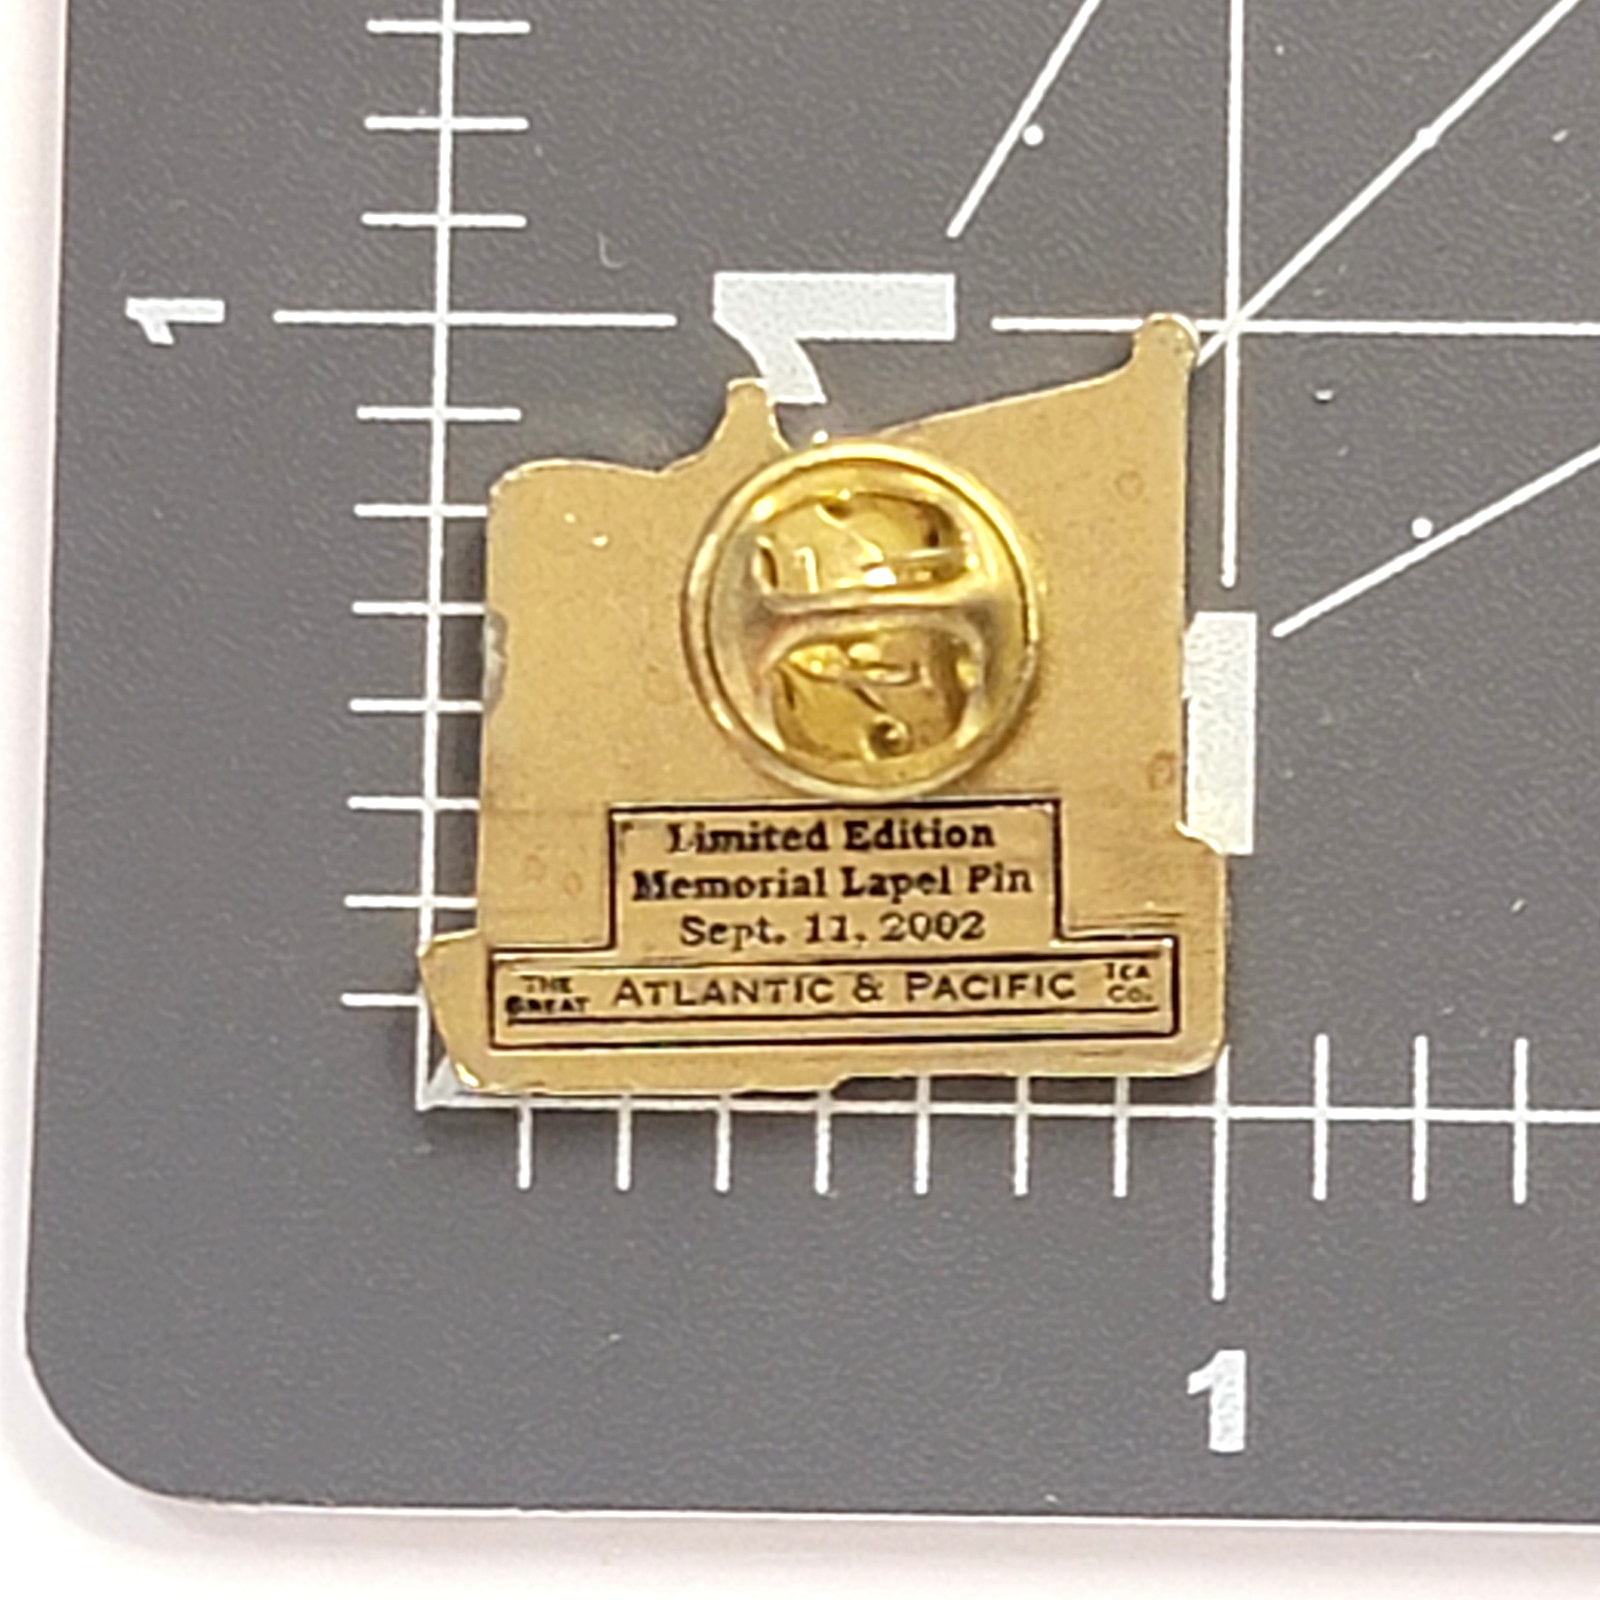 1
Limited Edition
Memorial Lapel Pin
Sept. 11, 2002
THE GREAT ATLANTIC & PACIFIC TEA CO.
1